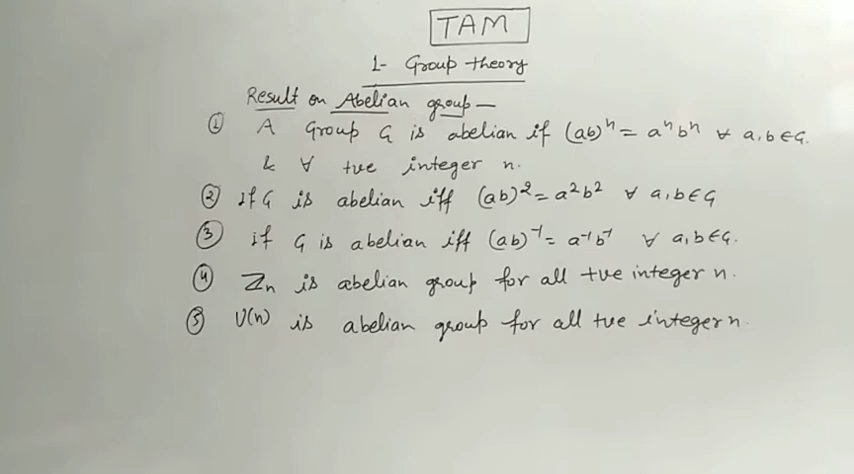 TAM
1- Group theory
Result on Abelian group —
① A Group G is abelian if (ab)ⁿ = aⁿbⁿ ∀ a,b ∈ G.
& ∀ +ve integer n.
② If G is abelian iff (ab)² = a²b² ∀ a,b ∈ G
③ if G is abelian iff (ab)⁻¹ = a⁻¹b⁻¹ ∀ a,b ∈ G.
④ Zn is abelian group for all +ve integer n.
⑤ U(n) is abelian group for all +ve integer n.